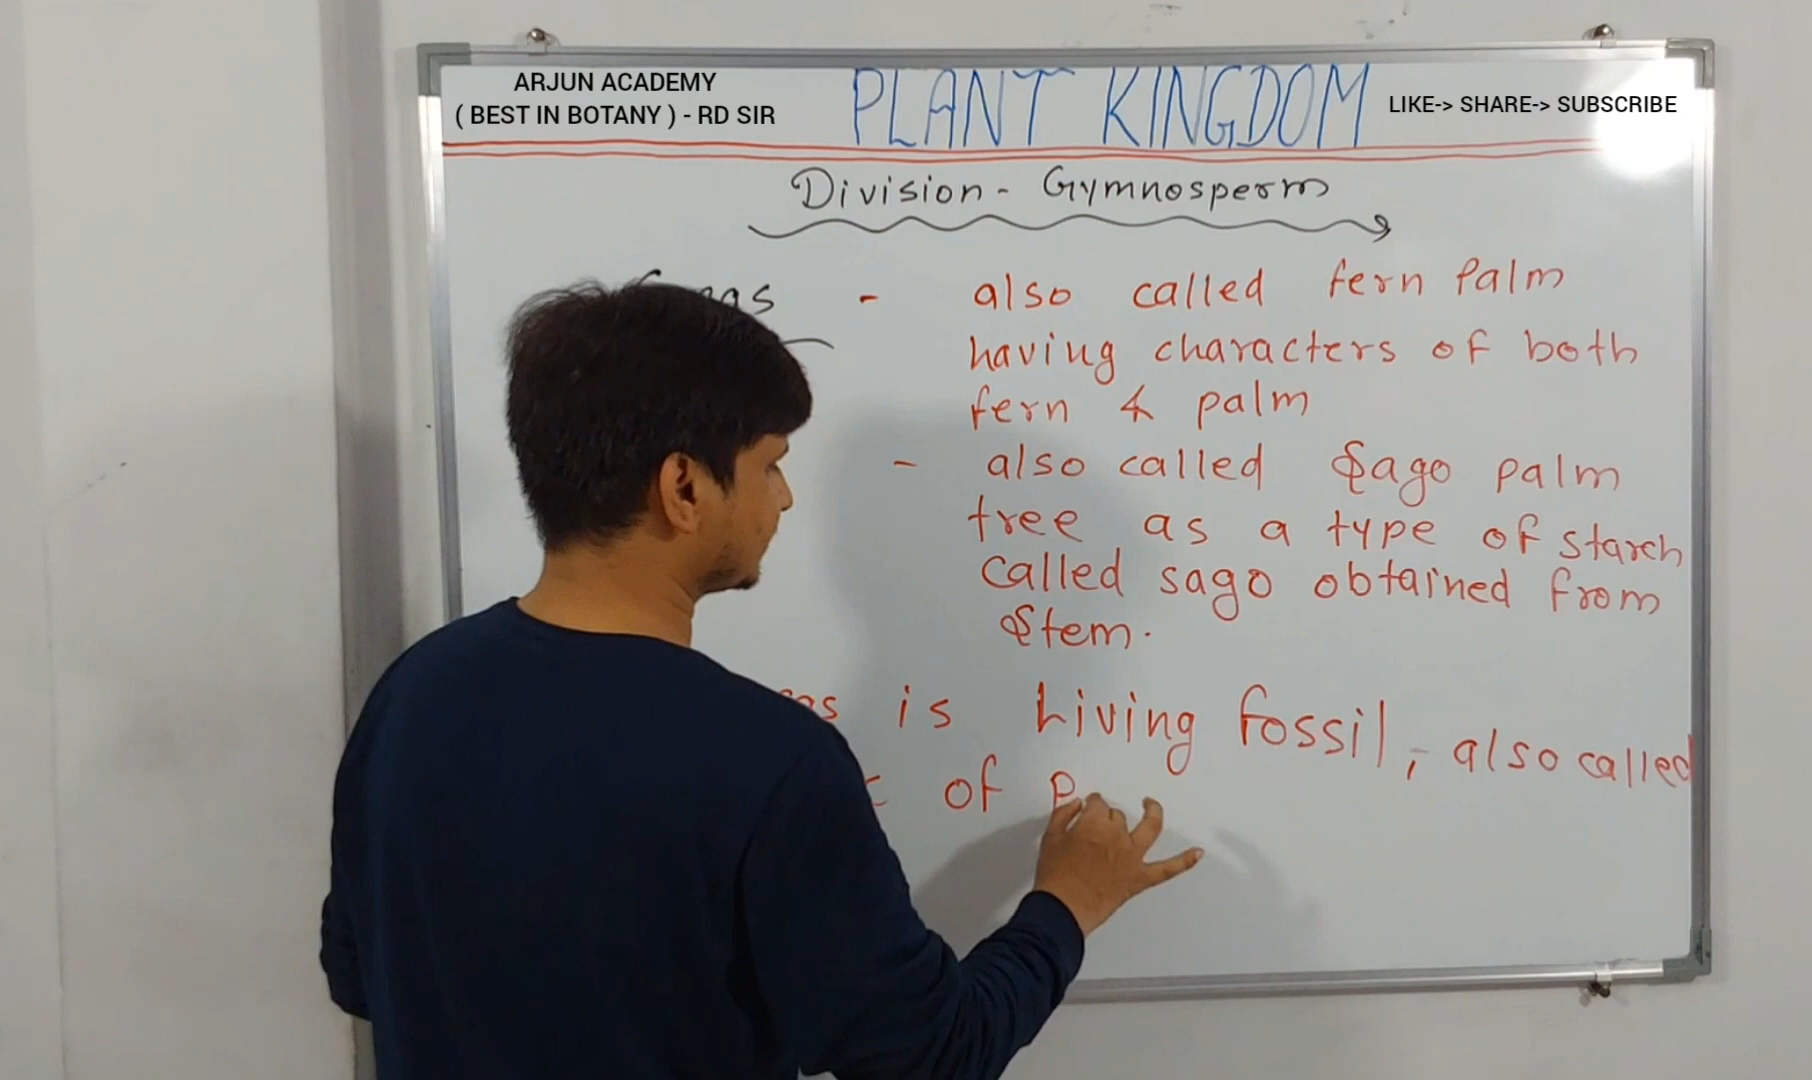 ARJUN ACADEMY
( BEST IN BOTANY ) - RD SIR
PLANT KINGDOM
LIKE-> SHARE-> SUBSCRIBE
Division - Gymnosperm
- also called fern Palm
having characters of both
fern & palm
- also called Sago palm
tree as a type of starch
called sago obtained from
Stem.
is Living fossil, also called
of